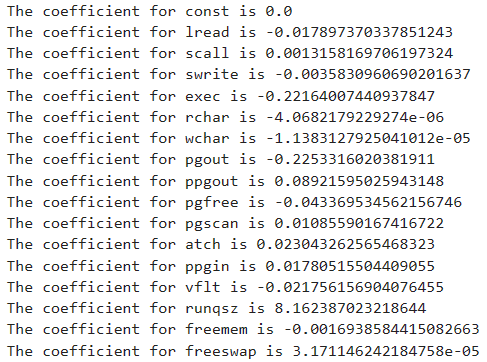 The coefficient for const is 0.0
The coefficient for lread is -0.017897370337851243
The coefficient for scall is 0.0013158169706197324
The coefficient for swrite is -0.0035830960690201637
The coefficient for exec is -0.22164007440937847
The coefficient for rchar is -4.0682179229274e-06
The coefficient for wchar is -1.1383127925041012e-05
The coefficient for pgout is -0.2253316020381911
The coefficient for ppgout is 0.08921595025943148
The coefficient for pgfree is -0.043369534562156746
The coefficient for pgscan is 0.01085590167416722
The coefficient for atch is 0.023043262565468323
The coefficient for ppgin is 0.01780515504409055
The coefficient for vflt is -0.021756156904076455
The coefficient for runqsz is 8.162387023218644
The coefficient for freemem is -0.0016938584415082663
The coefficient for freeswap is 3.171146242184758e-05